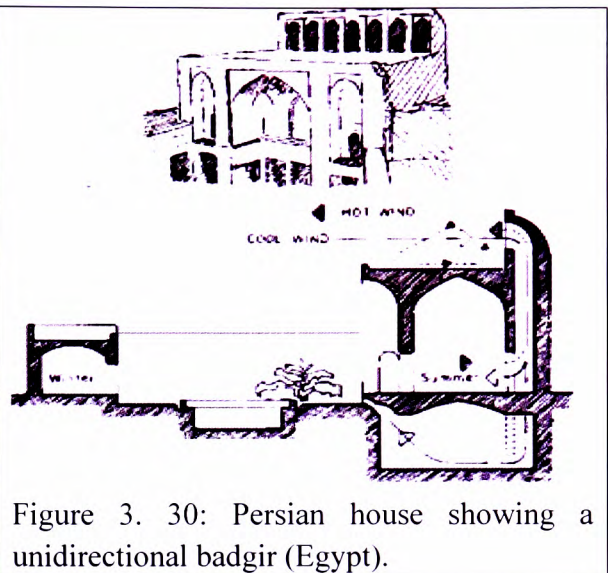 HOT WIND
COOL WIND
Winter
Summer
Figure 3. 30: Persian house showing a
unidirectional badgir (Egypt).